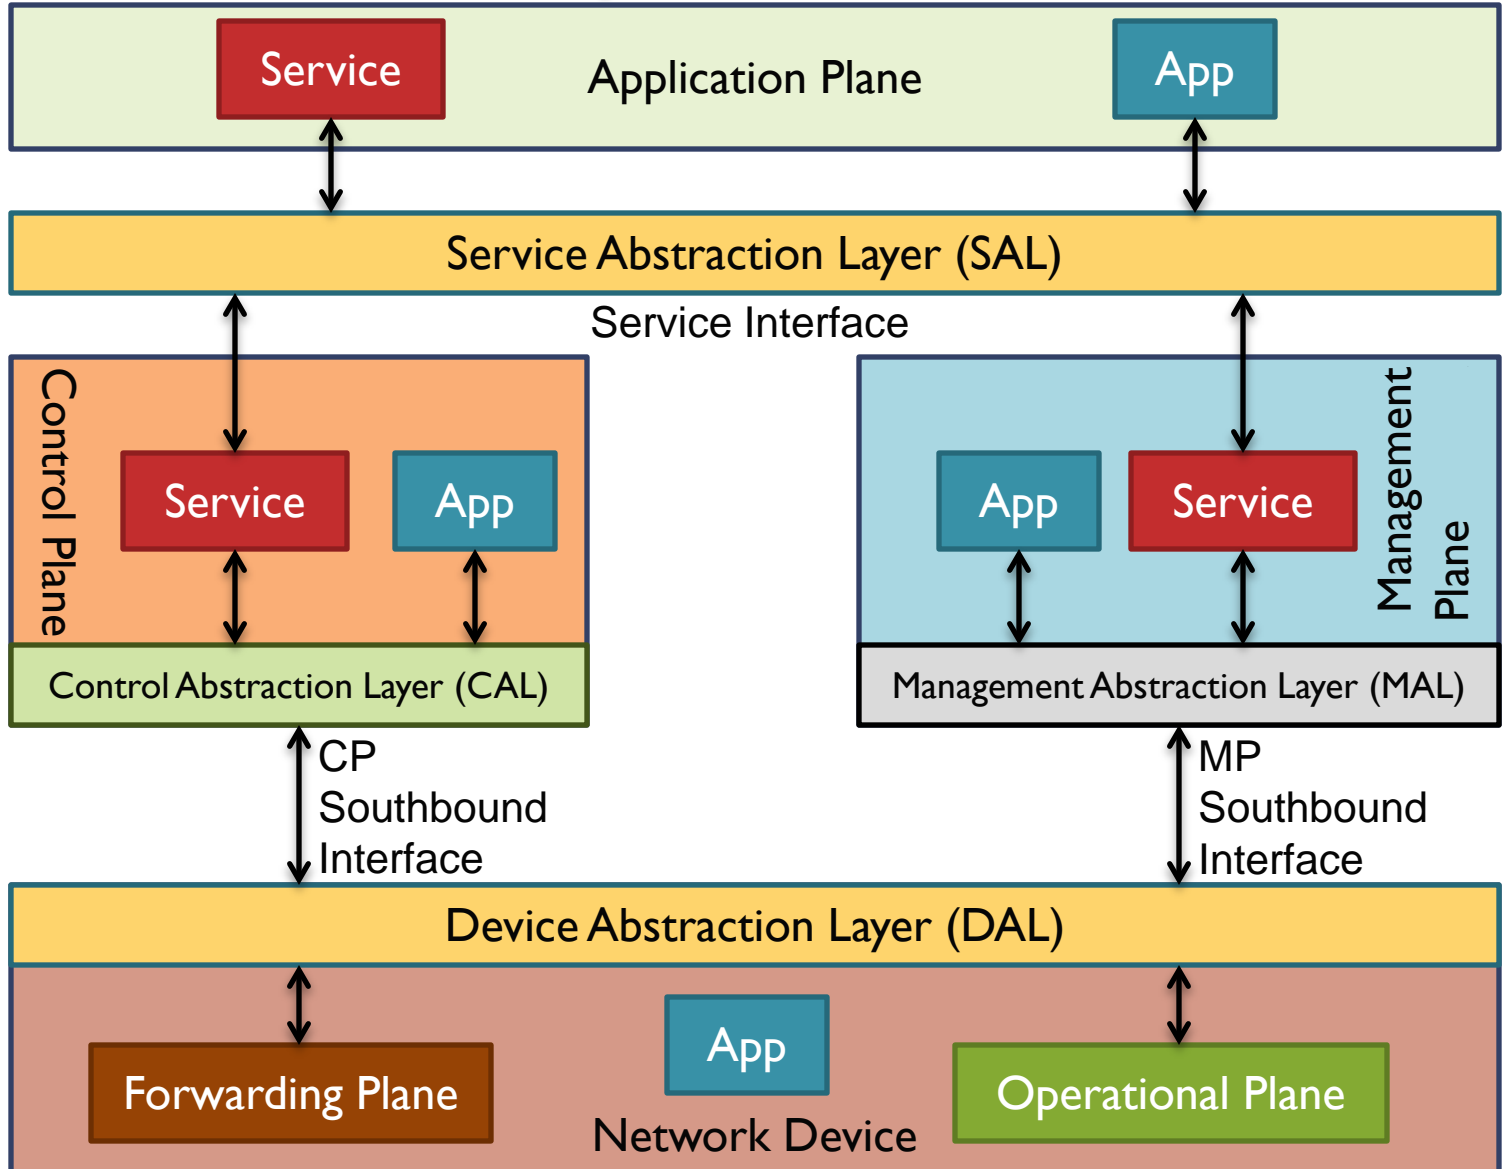 Service
Application Plane
App
Service Abstraction Layer (SAL)
Service Interface
Control Plane
Service
App
App
Service
Management
Plane
Control Abstraction Layer (CAL)
Management Abstraction Layer (MAL)
CP
Southbound
Interface
MP
Southbound
Interface
Device Abstraction Layer (DAL)
App
Forwarding Plane
Operational Plane
Network Device